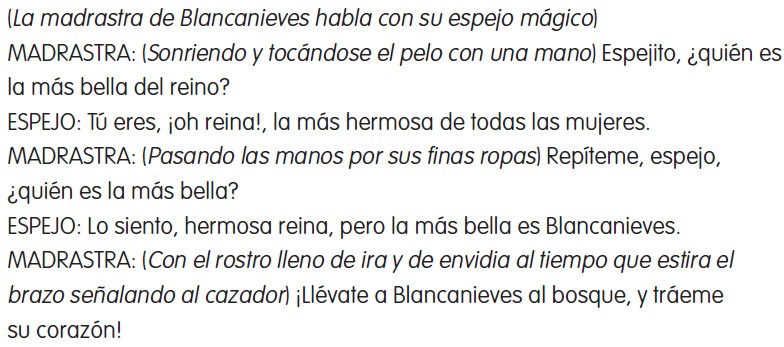 (La madrastra de Blancanieves habla con su espejo mágico)
MADRASTRA: (Sonriendo y tocándose el pelo con una mano) Espejito, ¿quién es
la más bella del reino?
ESPEJO: Tú eres, ¡oh reina!, la más hermosa de todas las mujeres.
MADRASTRA: (Pasando las manos por sus finas ropas) Repíteme, espejo,
¿quién es la más bella?
ESPEJO: Lo siento, hermosa reina, pero la más bella es Blancanieves.
MADRASTRA: (Con el rostro lleno de ira y de envidia al tiempo que estira el
brazo señalando al cazador) ¡Llévate a Blancanieves al bosque, y tráeme
su corazón!